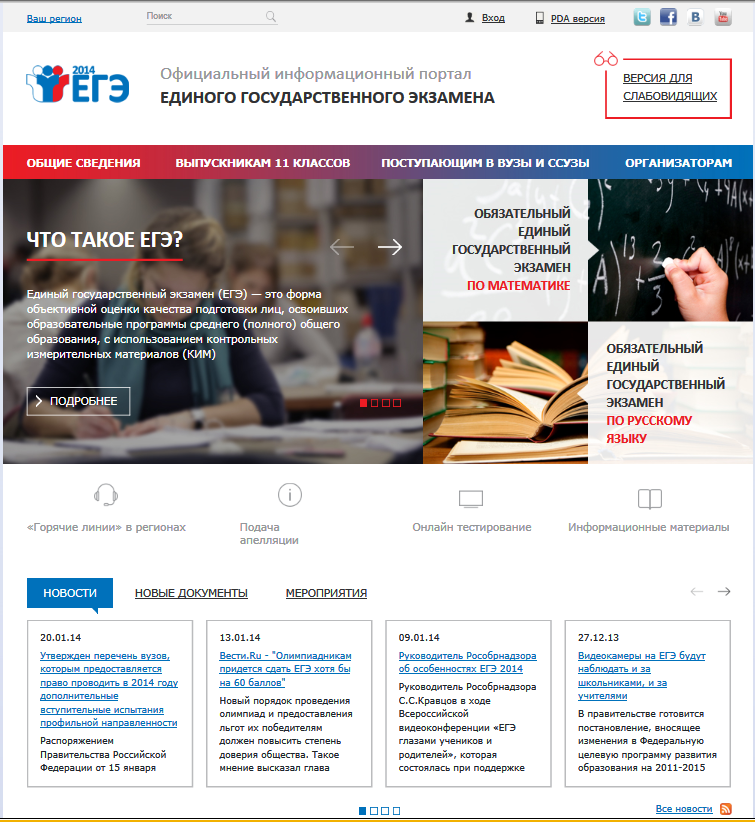 Ваш регион
Поиск
Вход
PDA версия
2014
ЕГЭ
Официальный информационный портал
ЕДИНОГО ГОСУДАРСТВЕННОГО ЭКЗАМЕНА
ВЕРСИЯ ДЛЯ
СЛАБОВИДЯЩИХ
ОБЩИЕ СВЕДЕНИЯ
ВЫПУСКНИКАМ 11 КЛАССОВ
ПОСТУПАЮЩИМ В ВУЗЫ И ССУЗЫ
ОРГАНИЗАТОРАМ
ЧТО ТАКОЕ ЕГЭ?
Единый государственный экзамен (ЕГЭ) — это форма
объективной оценки качества подготовки лиц, освоивших
образовательные программы среднего (полного) общего
образования, с использованием контрольных
измерительных материалов (КИМ)
ПОДРОБНЕЕ
ОБЯЗАТЕЛЬНЫЙ
ЕДИНЫЙ
ГОСУДАРСТВЕННЫЙ
ЭКЗАМЕН
ПО МАТЕМАТИКЕ
ОБЯЗАТЕЛЬНЫЙ
ЕДИНЫЙ
ГОСУДАРСТВЕННЫЙ
ЭКЗАМЕН
ПО РУССКОМУ
ЯЗЫКУ
«Горячие линии» в регионах
Подача
апелляции
Онлайн тестирование
Информационные материалы
НОВОСТИ
НОВЫЕ ДОКУМЕНТЫ
МЕРОПРИЯТИЯ
20.01.14
Утвержден перечень вузов,
которым предоставляется
право проводить в 2014 году
дополнительные
вступительные испытания
профильной направленности
Распоряжением
Правительства Российской
Федерации от 15 января
13.01.14
Вести.Ru - "Олимпиадникам
придется сдать ЕГЭ хотя бы
на 60 баллов"
Новый порядок проведения
олимпиад и предоставления
льгот их победителям
должен повысить степень
доверия общества. Такое
мнение высказал глава
09.01.14
Руководитель Рособрнадзора
об особенностях ЕГЭ 2014
Руководитель Рособрнадзора
С.С.Кравцов в ходе
Всероссийской
видеоконференции «ЕГЭ
глазами учеников и
родителей», которая
состоялась при поддержке
27.12.13
Видеокамеры на ЕГЭ будут
наблюдать и за
школьниками, и за
учителями
В правительстве готовится
постановление, вносящее
изменения в Федеральную
целевую программу развития
образования на 2011-2015
Все новости